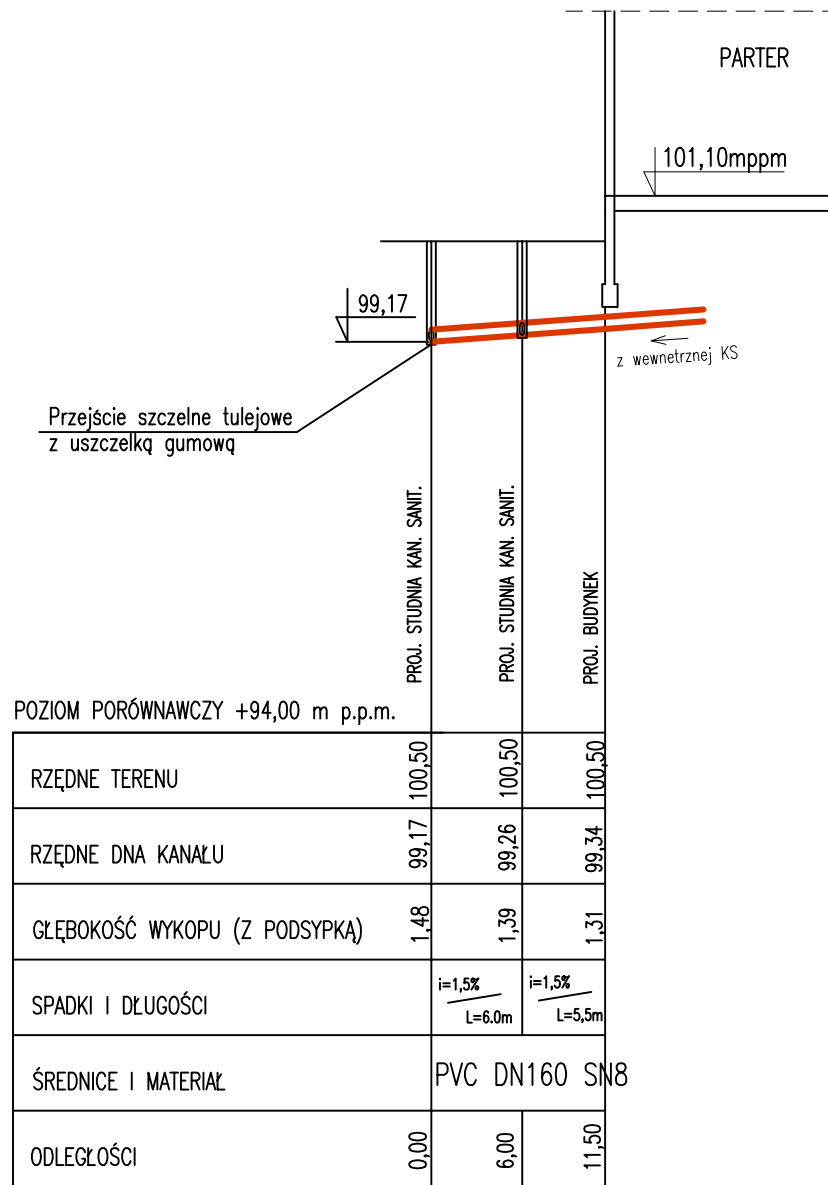 PARTER
101,10mppm
99,17
z wewnetrznej KS
Przejście szczelne tulejowe
z uszczelką gumową
PROJ. STUDNIA KAN. SANIT.
PROJ. STUDNIA KAN. SANIT.
PROJ. BUDYNEK
POZIOM PORÓWNAWCZY +94,00 m p.p.m.
RZĘDNE TERENU 100,50 100,50 100,50
RZĘDNE DNA KANAŁU 99,17 99,26 99,34
GŁĘBOKOŚĆ WYKOPU (Z PODSYPKĄ) 1,48 1,39 1,31
SPADKI I DŁUGOŚCI i=1,5% L=6.0m i=1,5% L=5,5m
ŚREDNICE I MATERIAŁ PVC DN160 SN8
ODLEGŁOŚCI 0,00 6,00 11,50